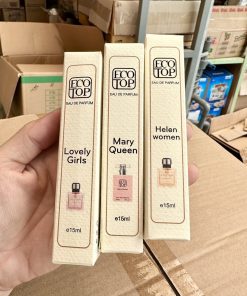 ECO
TOP
EAU DE PARFUM
Lovely
Girls
e15ml
ECO
TOP
EAU DE PARFUM
Mary
Queen
e15ml
ECO
TOP
EAU DE PARFUM
Helen
women
e15ml